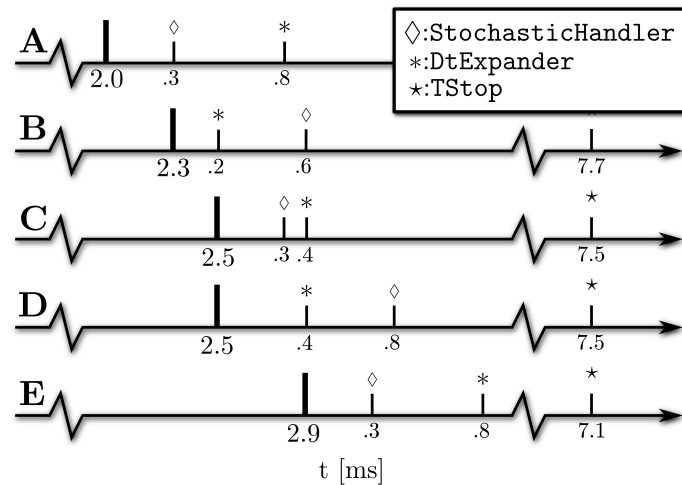 A
◊:StochasticHandler
*:DtExpander
⋆:TStop
◊ *
2.0 .3 .8
B
* ◊
2.3 .2 .6 7.7
C
◊ * ⋆
2.5 .3 .4 7.5
D
* ◊ ⋆
2.5 .4 .8 7.5
E
◊ * ⋆
2.9 .3 .8 7.1
t [ms]